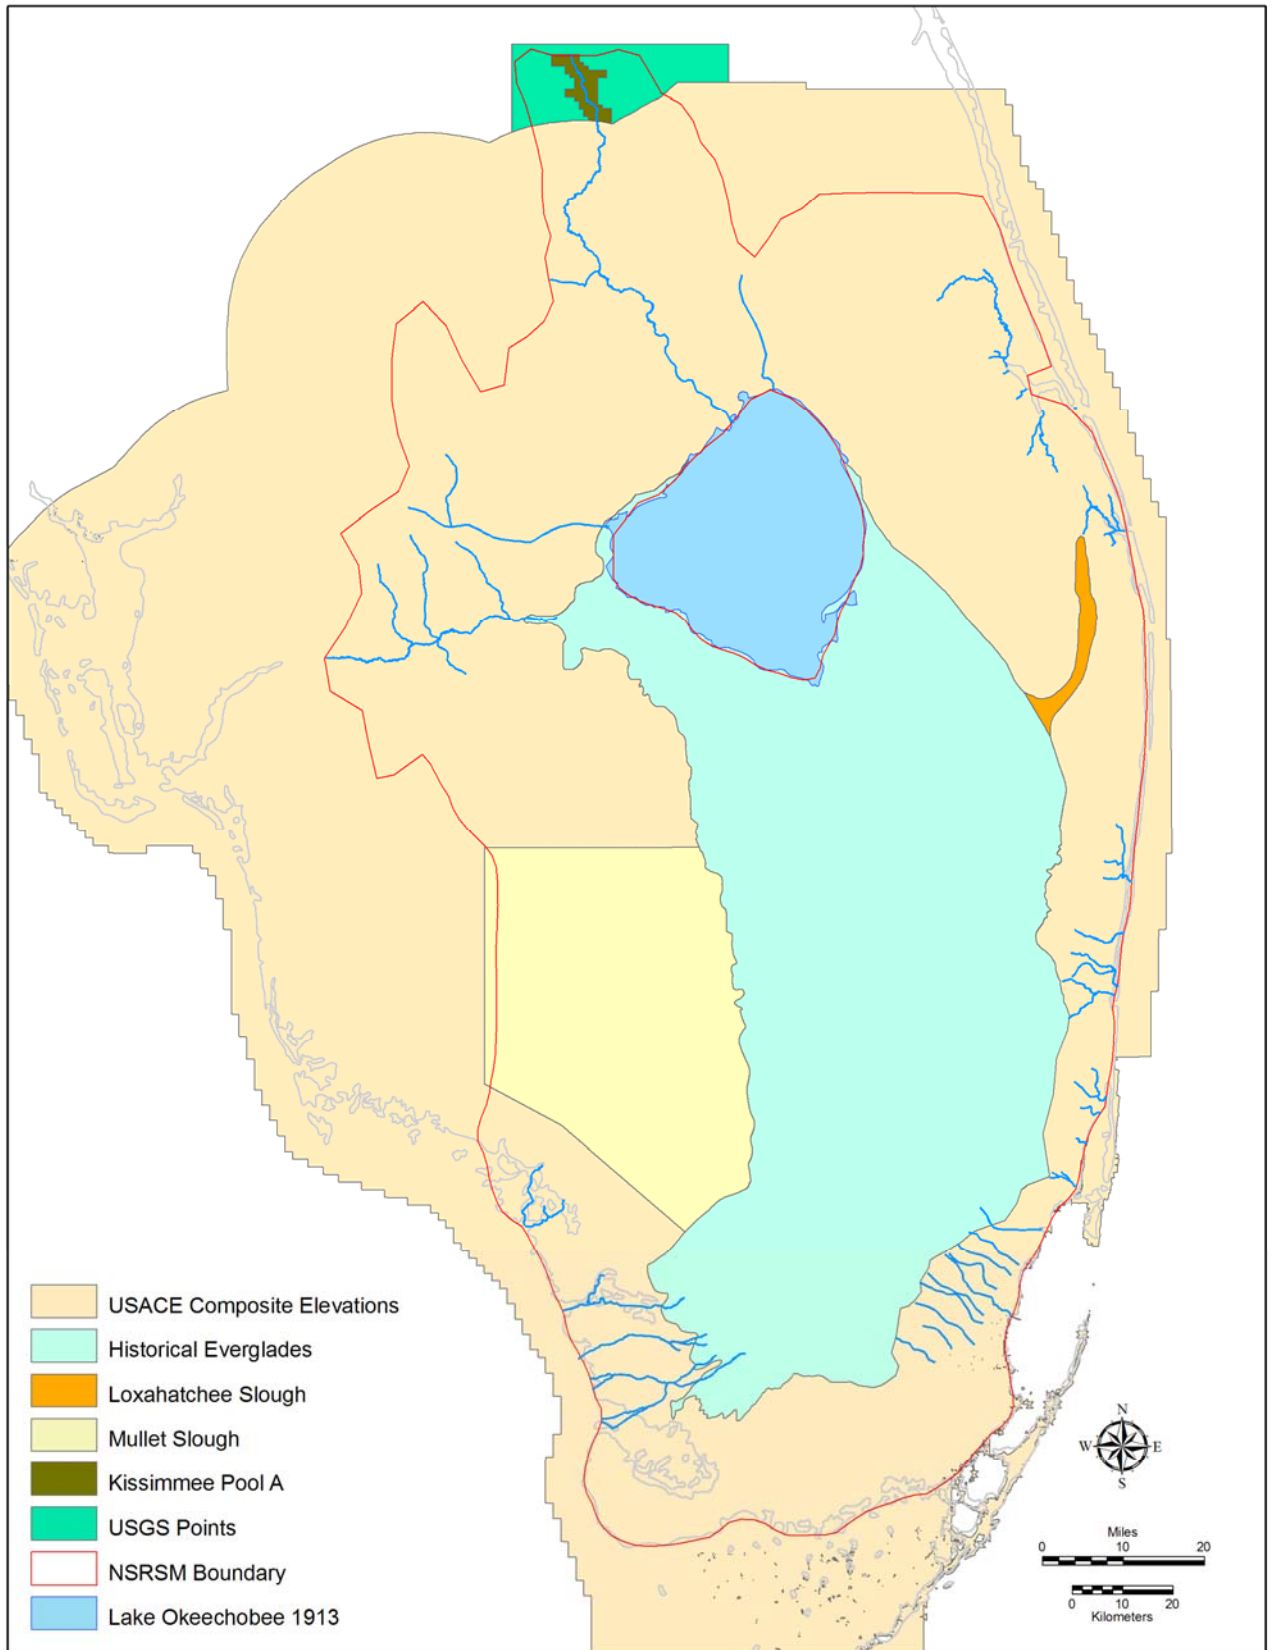 USACE Composite Elevations
Historical Everglades
Loxahatchee Slough
Mullet Slough
Kissimmee Pool A
USGS Points
NSRSM Boundary
Lake Okeechobee 1913
N
W E
S
Miles
0 10 20
0 10 20
Kilometers